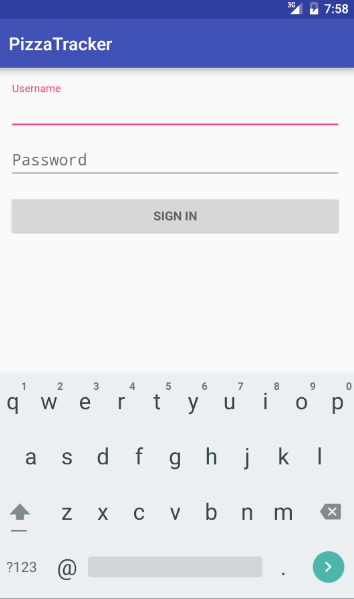 3G 7:58
PizzaTracker
Username
Password
SIGN IN
1 2 3 4 5 6 7 8 9 0
q w e r t y u i o p
a s d f g h j k l
z x c v b n m
?123 @ .